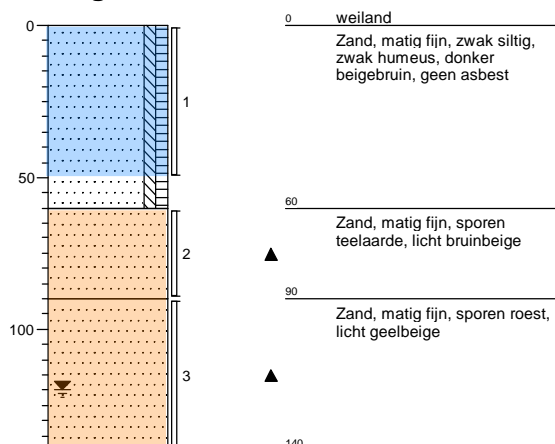 0
weiland
Zand, matig fijn, zwak siltig,
zwak humeus, donker
beigebruin, geen asbest
1
50
60
Zand, matig fijn, sporen
teelaarde, licht bruinbeige
2
90
Zand, matig fijn, sporen roest,
licht geelbeige
100
3
140
0